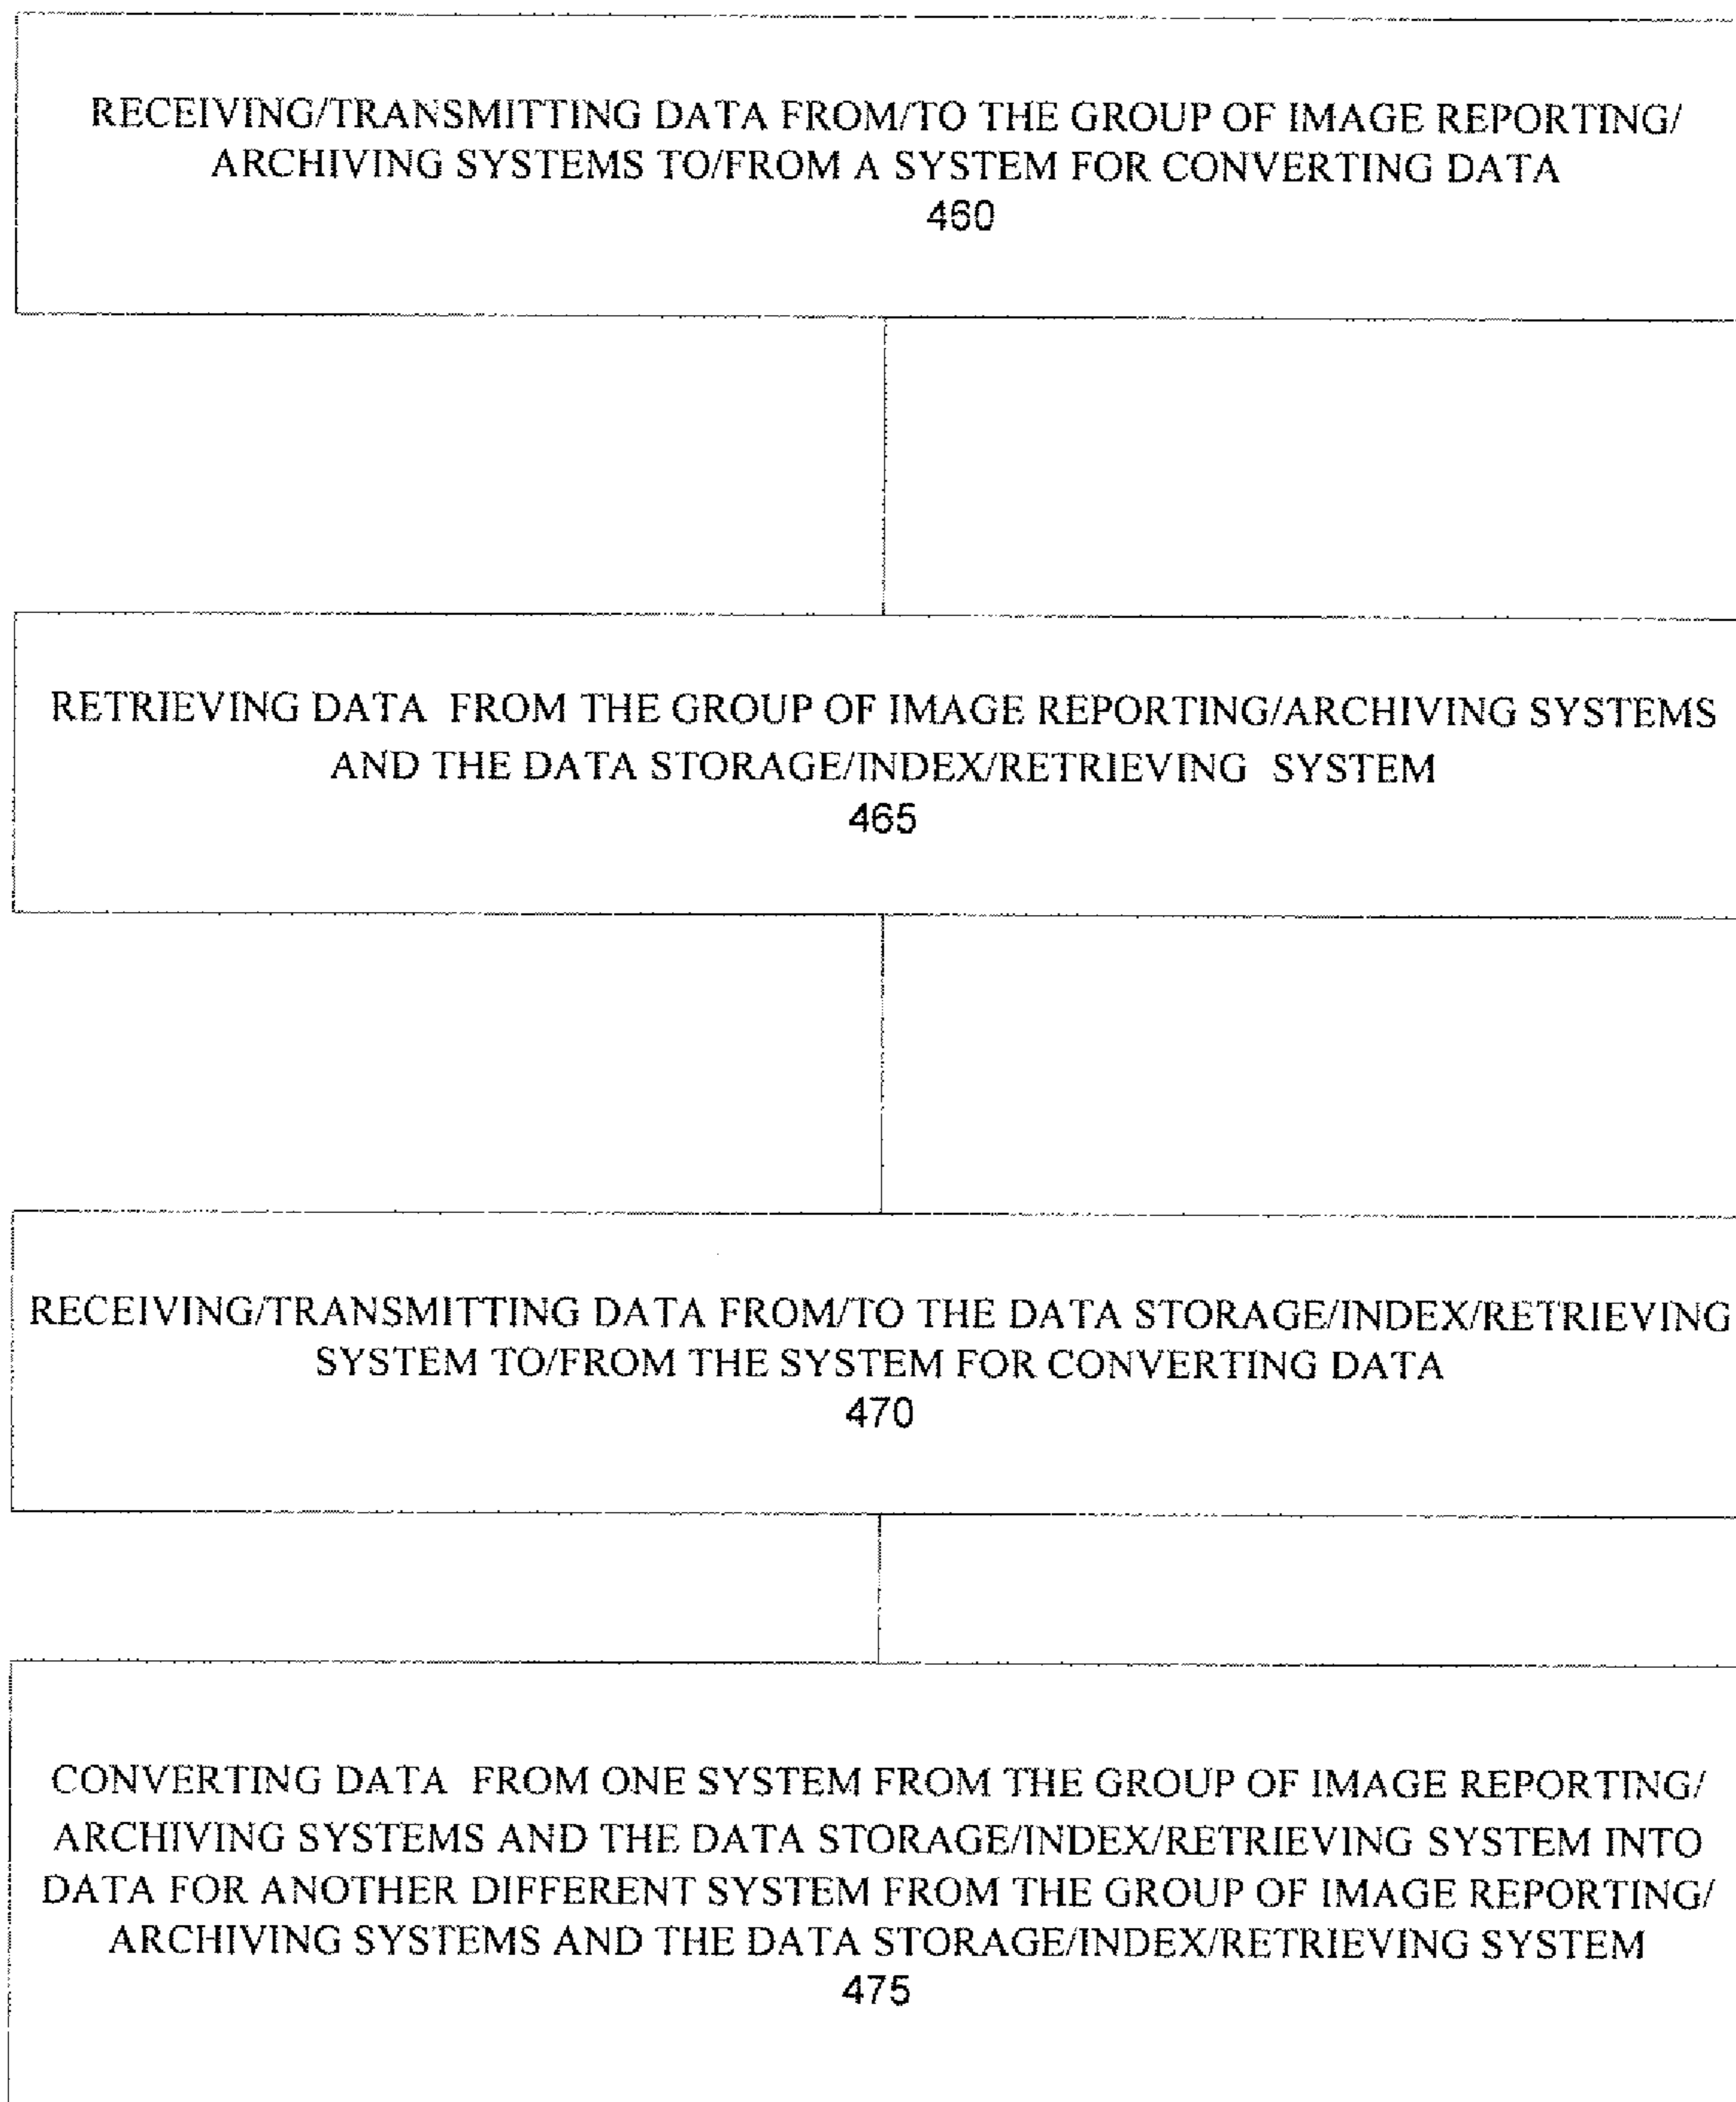 RECEIVING/TRANSMITTING DATA FROM/TO THE GROUP OF IMAGE REPORTING/
ARCHIVING SYSTEMS TO/FROM A SYSTEM FOR CONVERTING DATA
460
RETRIEVING DATA FROM THE GROUP OF IMAGE REPORTING/ARCHIVING SYSTEMS
AND THE DATA STORAGE/INDEX/RETRIEVING SYSTEM
465
RECEIVING/TRANSMITTING DATA FROM/TO THE DATA STORAGE/INDEX/RETRIEVING
SYSTEM TO/FROM THE SYSTEM FOR CONVERTING DATA
470
CONVERTING DATA FROM ONE SYSTEM FROM THE GROUP OF IMAGE REPORTING/
ARCHIVING SYSTEMS AND THE DATA STORAGE/INDEX/RETRIEVING SYSTEM INTO
DATA FOR ANOTHER DIFFERENT SYSTEM FROM THE GROUP OF IMAGE REPORTING/
ARCHIVING SYSTEMS AND THE DATA STORAGE/INDEX/RETRIEVING SYSTEM
475